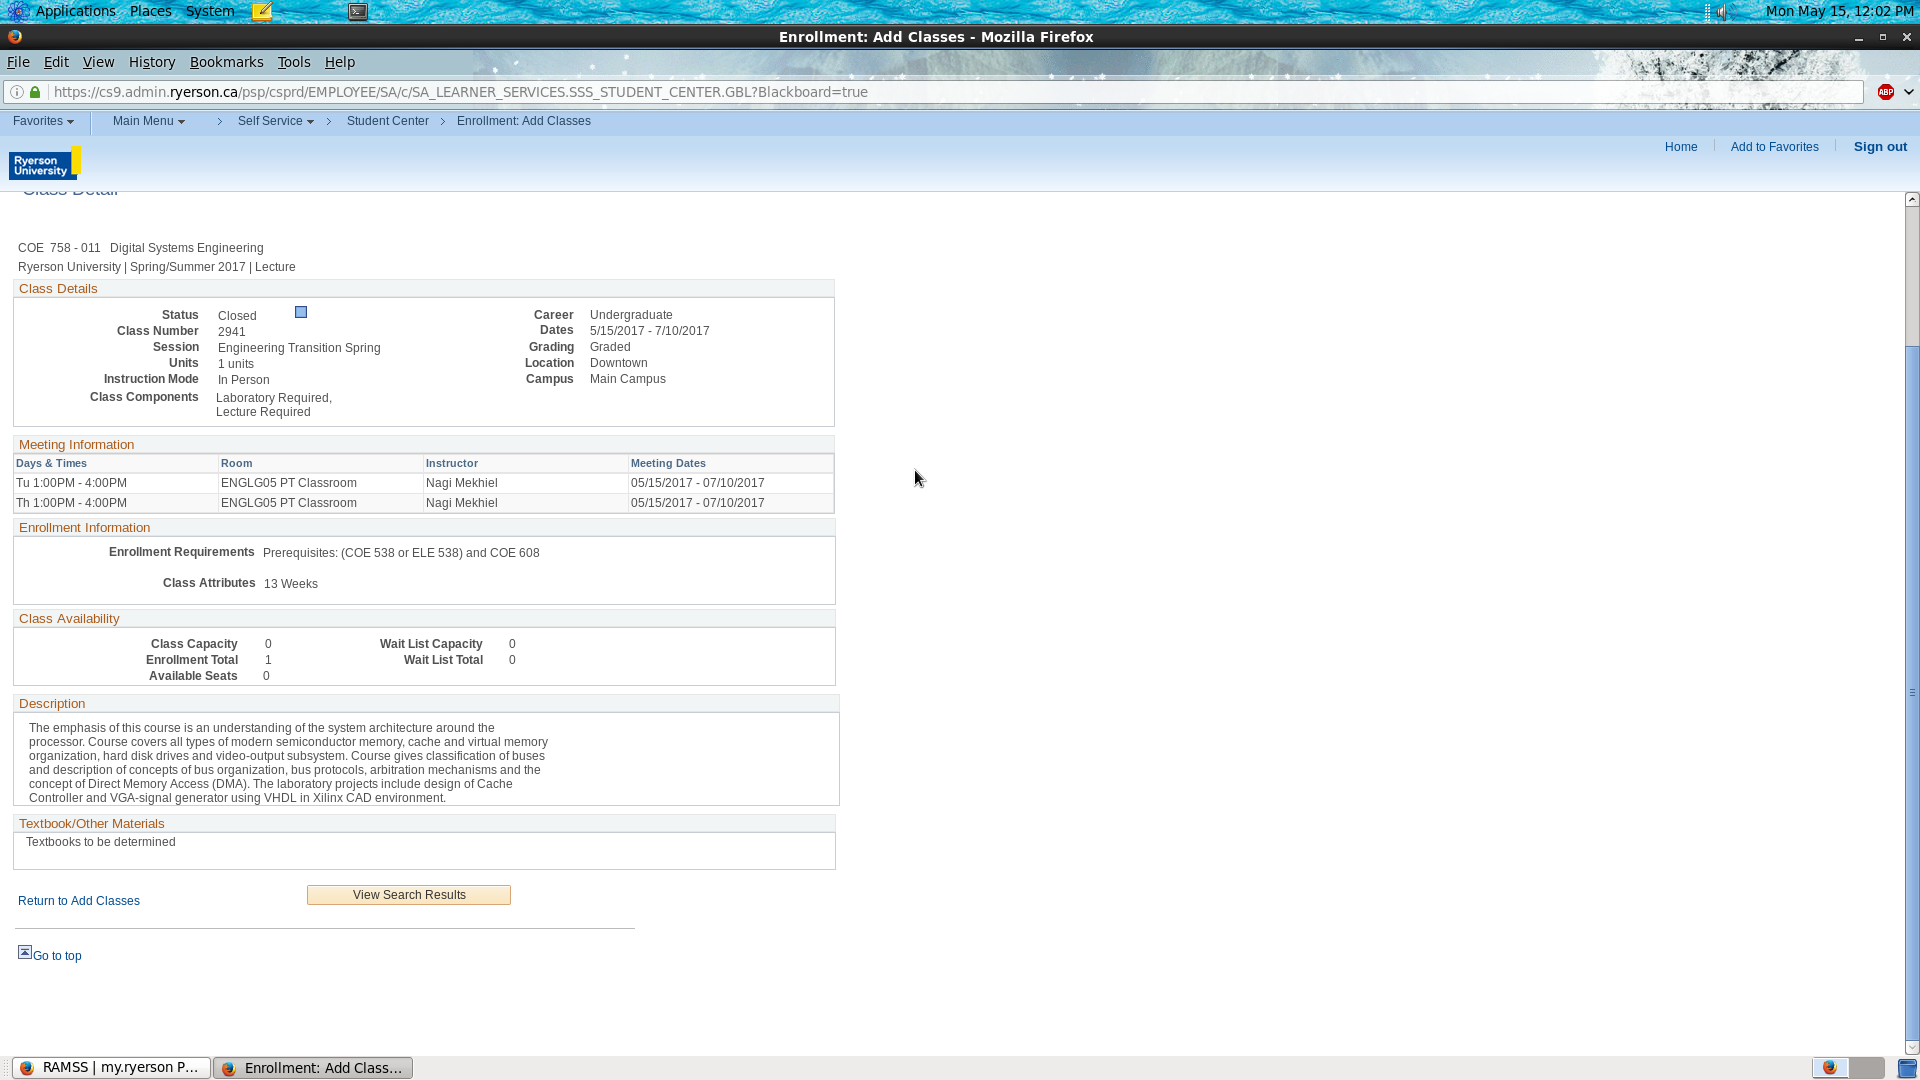 Applications Places System Mon May 15, 12:02 PM
Enrollment: Add Classes - Mozilla Firefox
File Edit View History Bookmarks Tools Help
https://cs9.admin.ryerson.ca/psp/csprd/EMPLOYEE/SA/c/SA_LEARNER_SERVICES.SSS_STUDENT_CENTER.GBL?Blackboard=true ABP
Favorites Main Menu > Self Service > Student Center > Enrollment: Add Classes
Home Add to Favorites Sign out
Ryerson
University
Class Detail
COE 758 - 011 Digital Systems Engineering
Ryerson University | Spring/Summer 2017 | Lecture
Class Details
Status Closed Career Undergraduate
Class Number 2941 Dates 5/15/2017 - 7/10/2017
Session Engineering Transition Spring Grading Graded
Units 1 units Location Downtown
Instruction Mode In Person Campus Main Campus
Class Components Laboratory Required,
Lecture Required
Meeting Information
Days & Times Room Instructor Meeting Dates
Tu 1:00PM - 4:00PM ENGLG05 PT Classroom Nagi Mekhiel 05/15/2017 - 07/10/2017
Th 1:00PM - 4:00PM ENGLG05 PT Classroom Nagi Mekhiel 05/15/2017 - 07/10/2017
Enrollment Information
Enrollment Requirements Prerequisites: (COE 538 or ELE 538) and COE 608
Class Attributes 13 Weeks
Class Availability
Class Capacity 0 Wait List Capacity 0
Enrollment Total 1 Wait List Total 0
Available Seats 0
Description
The emphasis of this course is an understanding of the system architecture around the
processor. Course covers all types of modern semiconductor memory, cache and virtual memory
organization, hard disk drives and video-output subsystem. Course gives classification of buses
and description of concepts of bus organization, bus protocols, arbitration mechanisms and the
concept of Direct Memory Access (DMA). The laboratory projects include design of Cache
Controller and VGA-signal generator using VHDL in Xilinx CAD environment.
Textbook/Other Materials
Textbooks to be determined
View Search Results
Return to Add Classes
Go to top
RAMSS | my.ryerson P... Enrollment: Add Class...